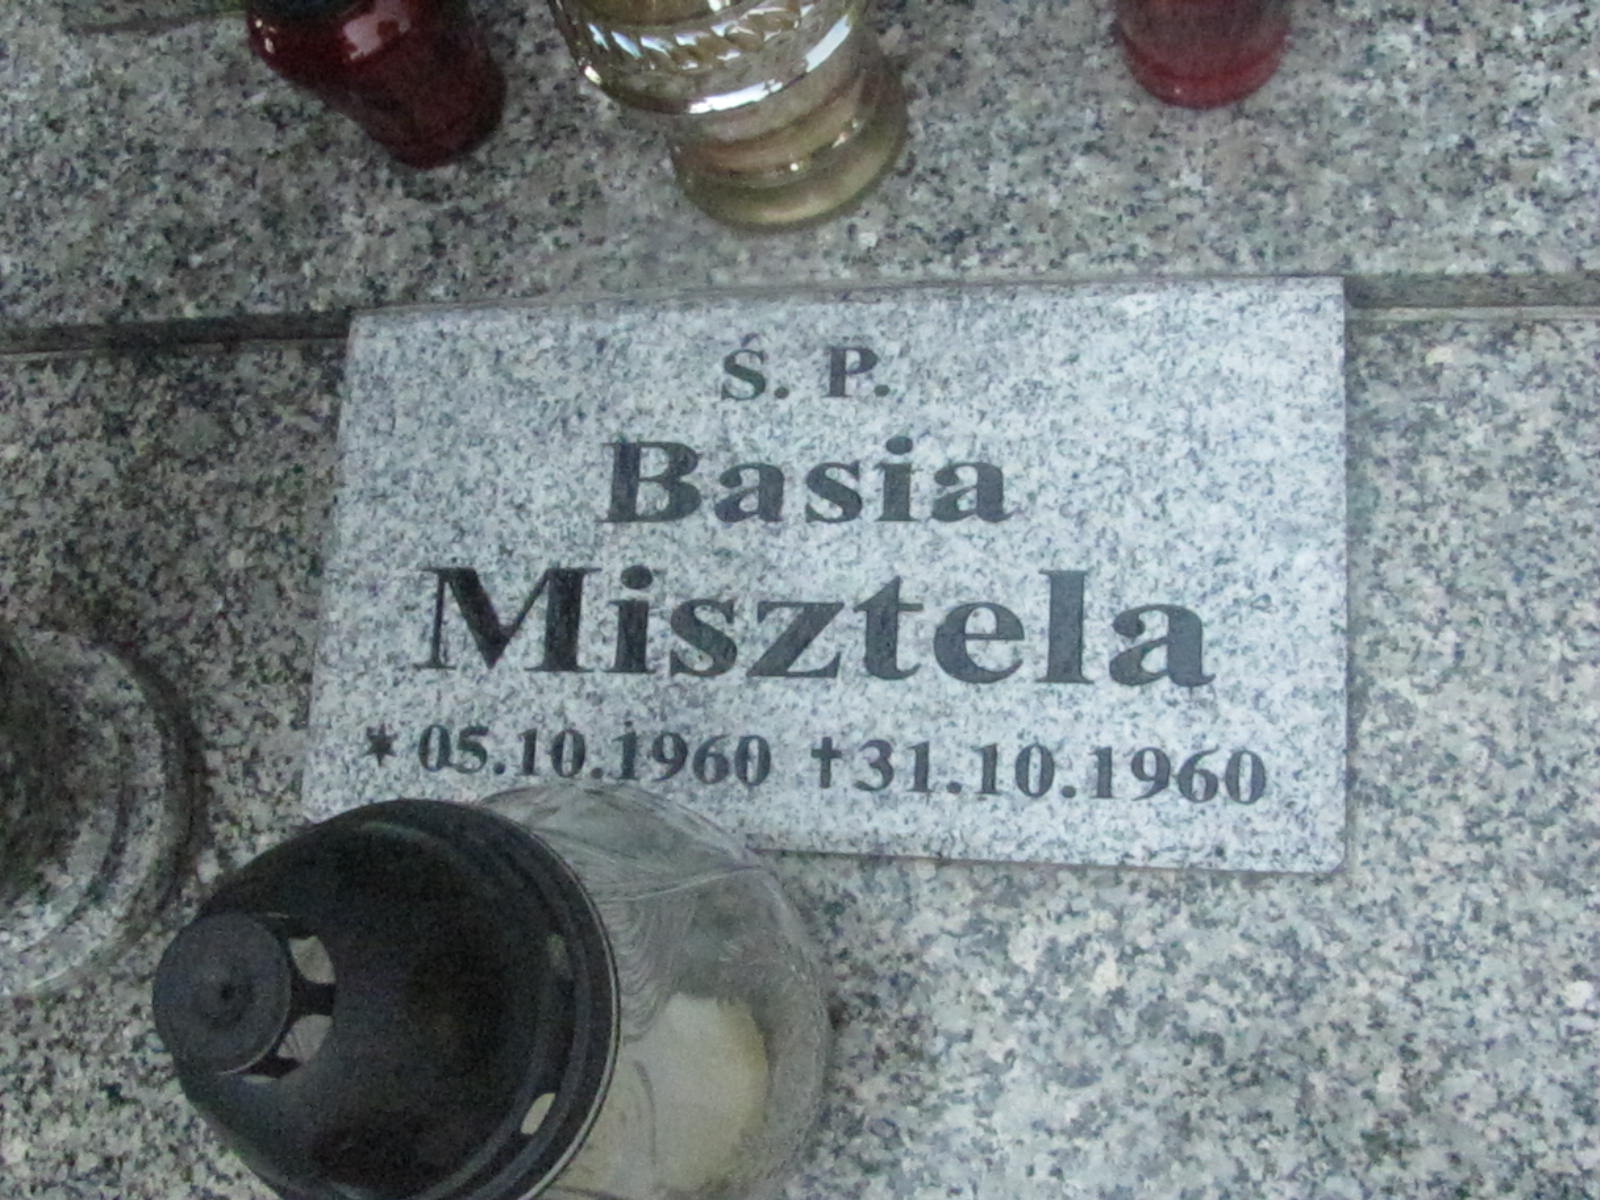 Ś. P.
Basia
Misztela
* 05.10.1960 † 31.10.1960